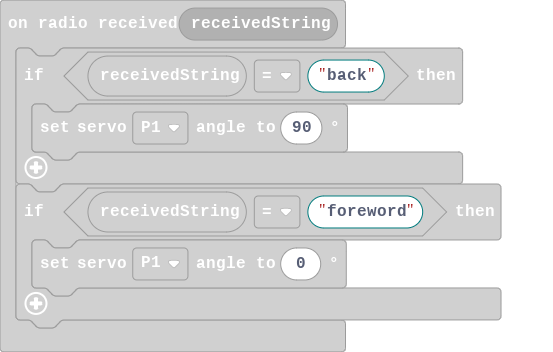 on radio received receivedString
if receivedString = "back" then
set servo P1 angle to 90 °
if receivedString = "foreword" then
set servo P1 angle to 0 °